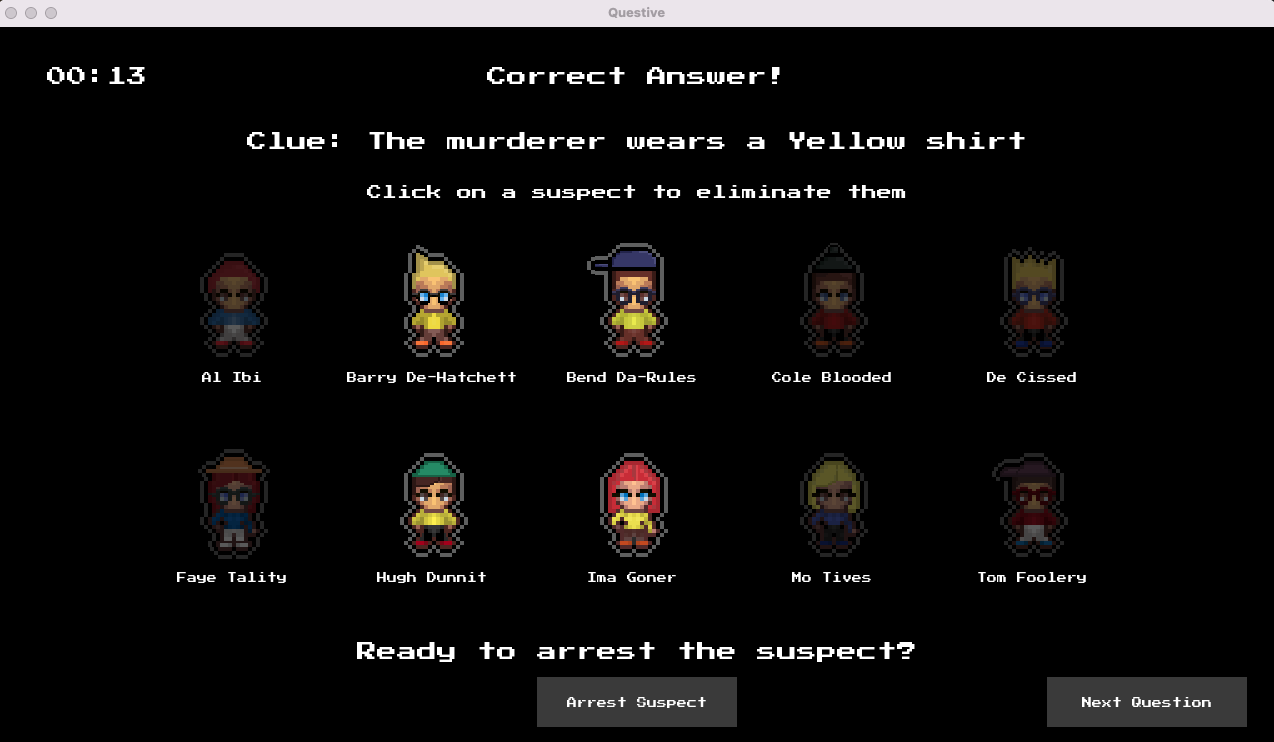 Questive
00:13
Correct Answer!
Clue: The murderer wears a Yellow shirt
Click on a suspect to eliminate them
Al Ibi
Barry De-Hatchett
Bend Da-Rules
Cole Blooded
De Cissed
Faye Tality
Hugh Dunnit
Ima Goner
Mo Tives
Tom Foolery
Ready to arrest the suspect?
Arrest Suspect
Next Question